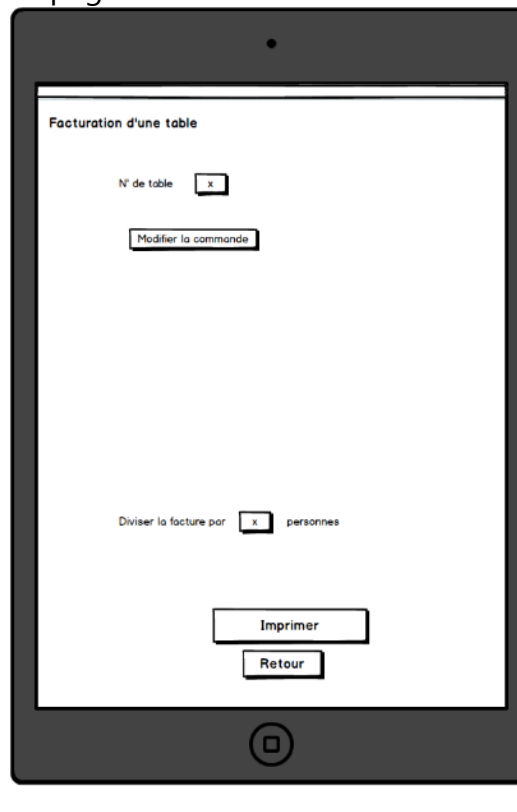 Facturation d'une table
N° de table x
Modifier la commande
Diviser la facture par x personnes
Imprimer
Retour